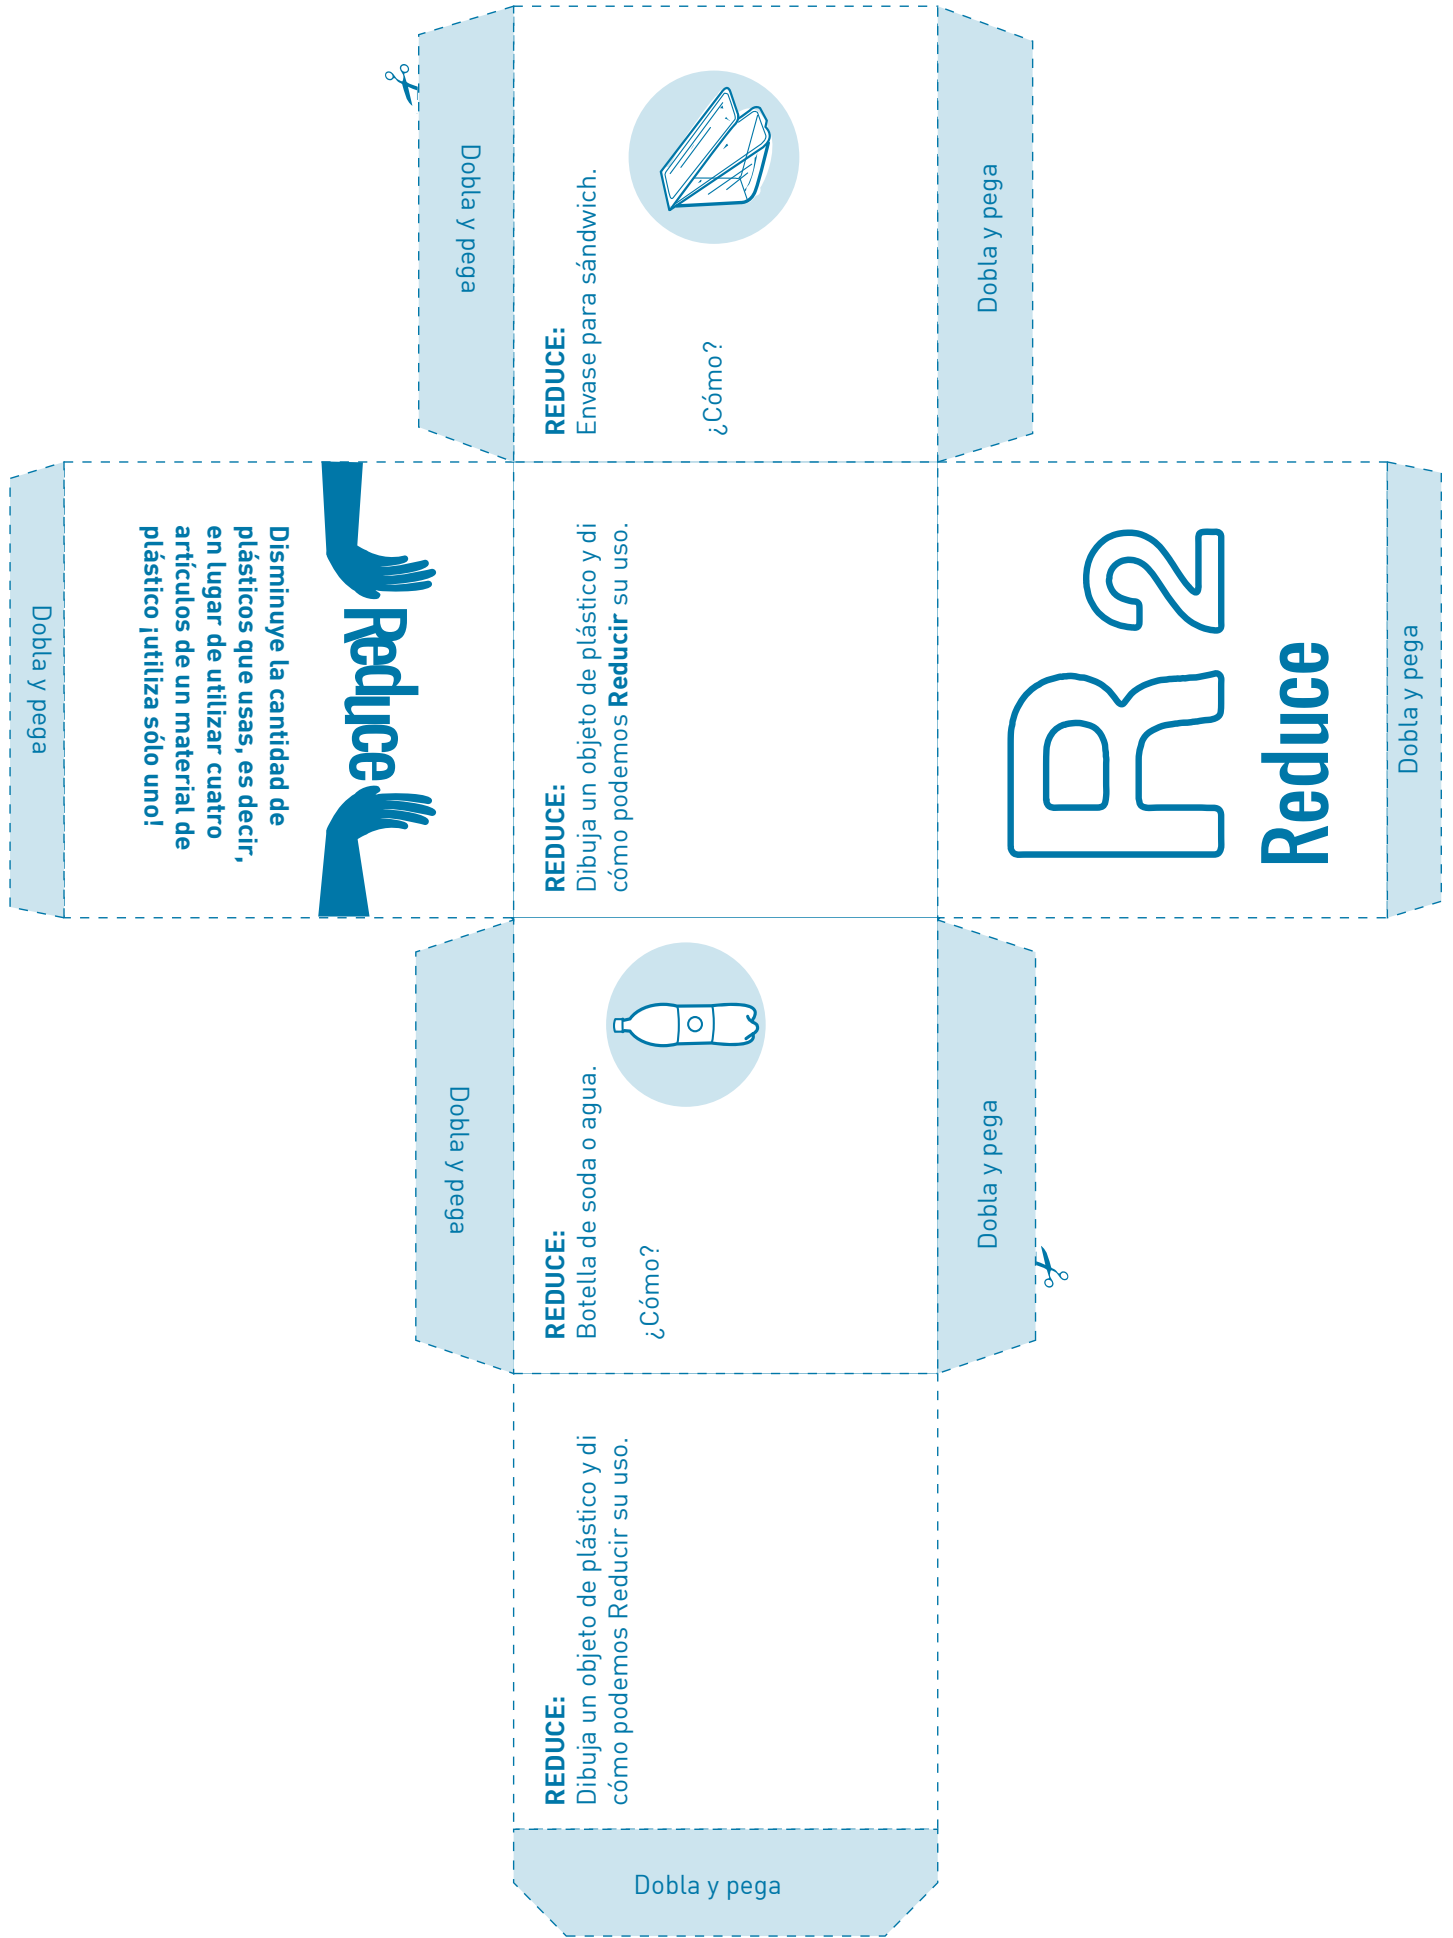 Dobla y pega
REDUCE:
Envase para sándwich.
¿Cómo?
Dobla y pega
Dobla y pega
Disminuye la cantidad de
plásticos que usas, es decir,
en lugar de utilizar cuatro
artículos de un material de
plástico ¡utiliza sólo uno!
Reduce
REDUCE:
Dibuja un objeto de plástico y di
cómo podemos Reducir su uso.
R 2
Reduce
Dobla y pega
Dobla y pega
REDUCE:
Botella de soda o agua.
¿Cómo?
Dobla y pega
REDUCE:
Dibuja un objeto de plástico y di
cómo podemos Reducir su uso.
Dobla y pega